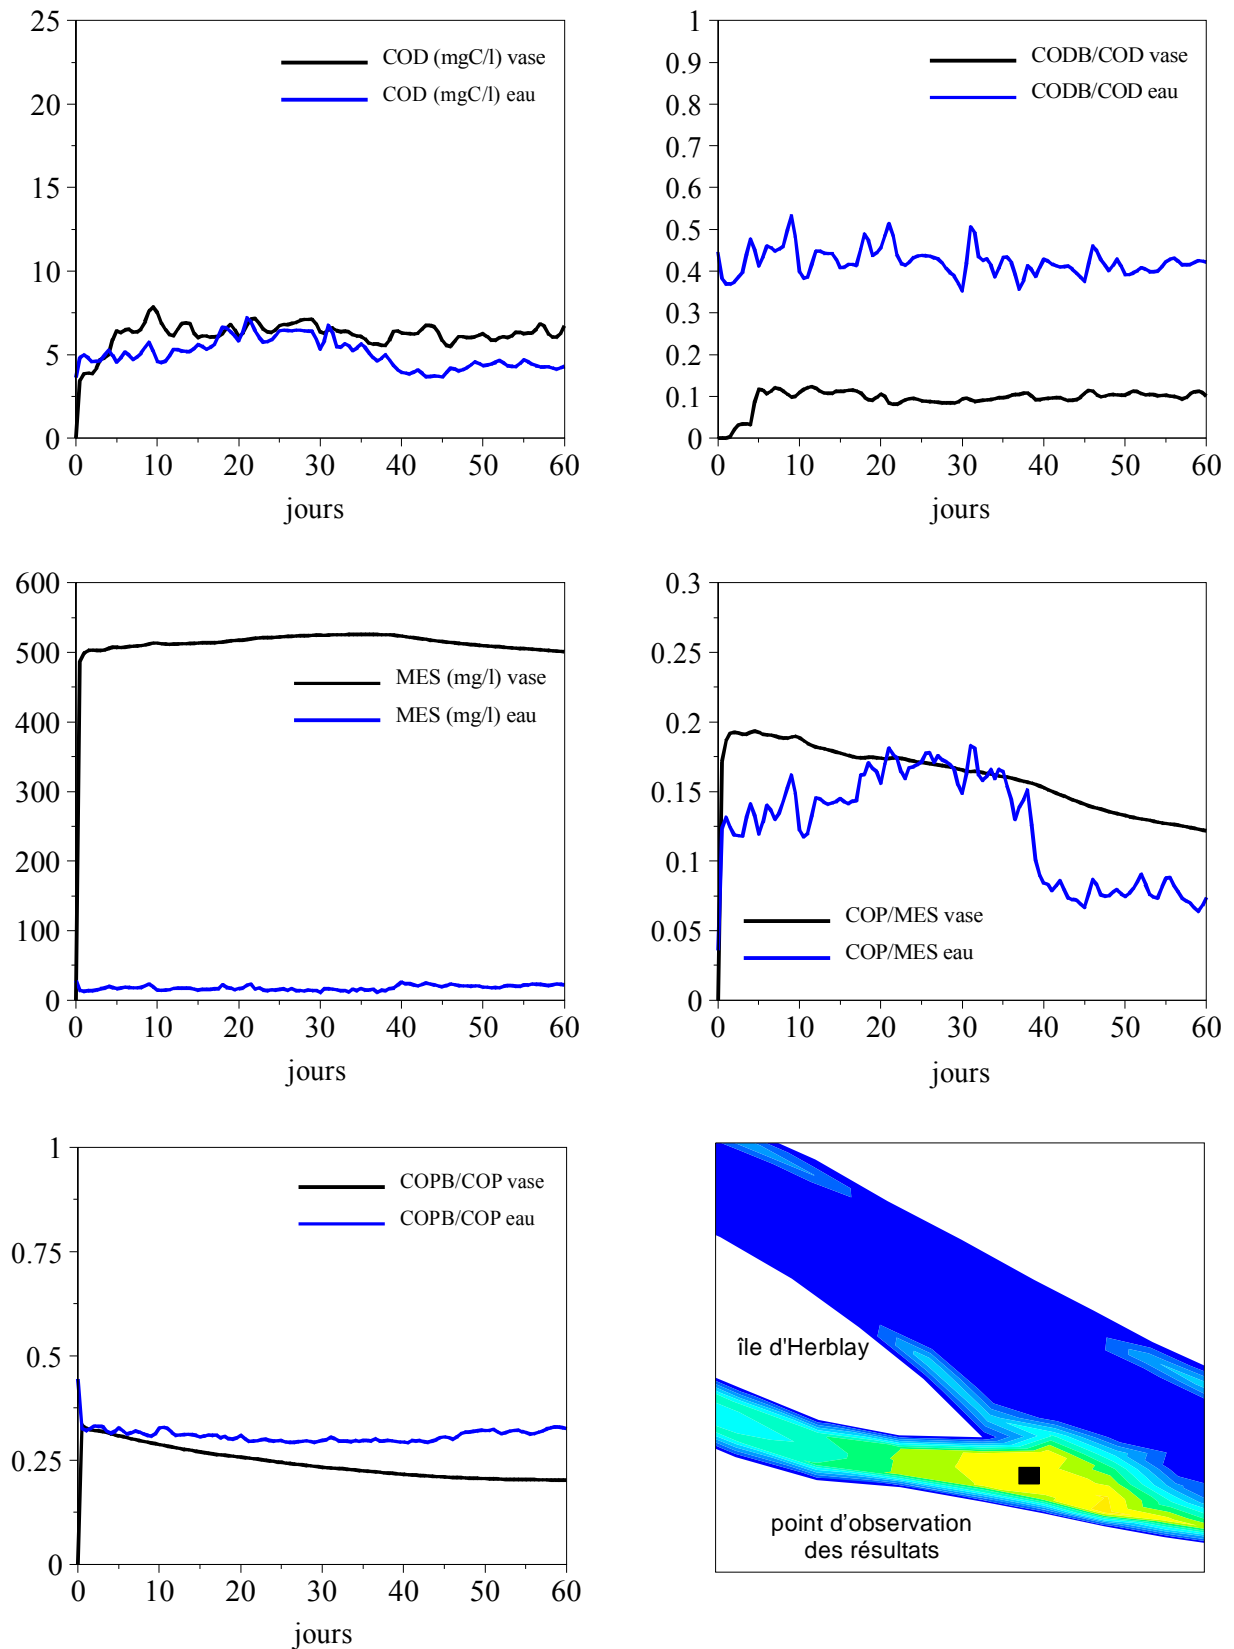 25
20
15
10
5
0
COD (mgC/l) vase
COD (mgC/l) eau
0 10 20 30 40 50 60
jours
1
0.9
0.8
0.7
0.6
0.5
0.4
0.3
0.2
0.1
0
CODB/COD vase
CODB/COD eau
0 10 20 30 40 50 60
jours
600
500
400
300
200
100
0
MES (mg/l) vase
MES (mg/l) eau
0 10 20 30 40 50 60
jours
0.3
0.25
0.2
0.15
0.1
0.05
0
COP/MES vase
COP/MES eau
0 10 20 30 40 50 60
jours
1
0.75
0.5
0.25
0
COPB/COP vase
COPB/COP eau
0 10 20 30 40 50 60
jours
île d'Herblay
point d'observation
des résultats